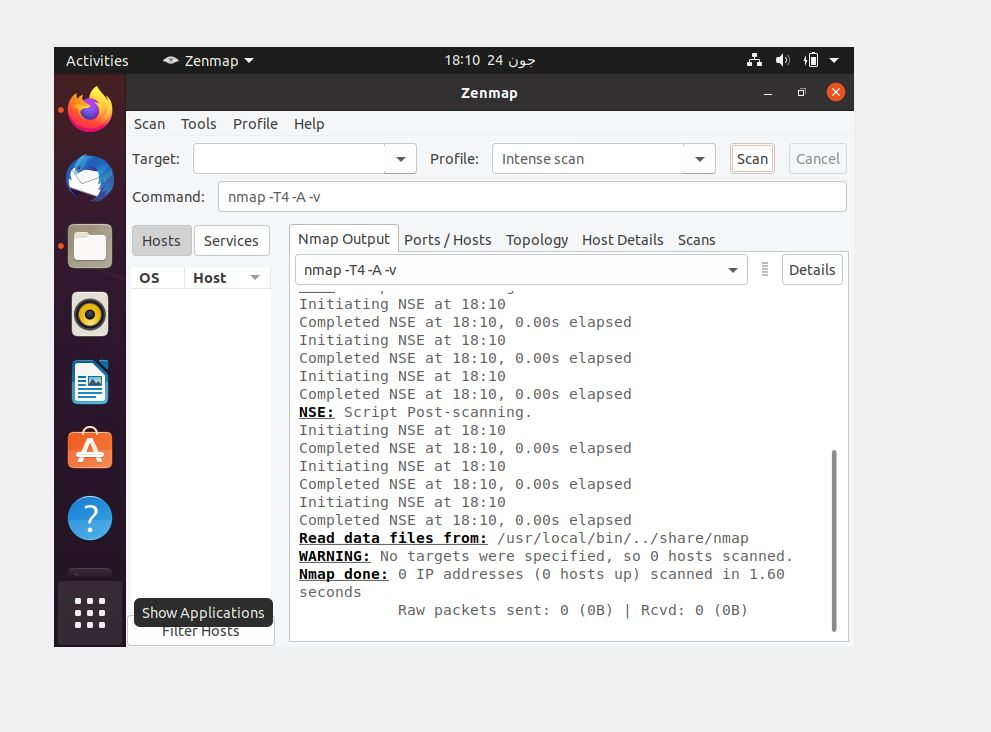 Activities Zenmap 18:10 24 جون
Zenmap
Scan Tools Profile Help
Target: Profile: Intense scan Scan Cancel
Command: nmap -T4 -A -v
Hosts Services
OS Host
Nmap Output Ports / Hosts Topology Host Details Scans
nmap -T4 -A -v Details
Initiating NSE at 18:10
Completed NSE at 18:10, 0.00s elapsed
Initiating NSE at 18:10
Completed NSE at 18:10, 0.00s elapsed
Initiating NSE at 18:10
Completed NSE at 18:10, 0.00s elapsed
NSE: Script Post-scanning.
Initiating NSE at 18:10
Completed NSE at 18:10, 0.00s elapsed
Initiating NSE at 18:10
Completed NSE at 18:10, 0.00s elapsed
Initiating NSE at 18:10
Completed NSE at 18:10, 0.00s elapsed
Read data files from: /usr/local/bin/../share/nmap
WARNING: No targets were specified, so 0 hosts scanned.
Nmap done: 0 IP addresses (0 hosts up) scanned in 1.60
seconds
Raw packets sent: 0 (0B) | Rcvd: 0 (0B)
Show Applications
Filter Hosts